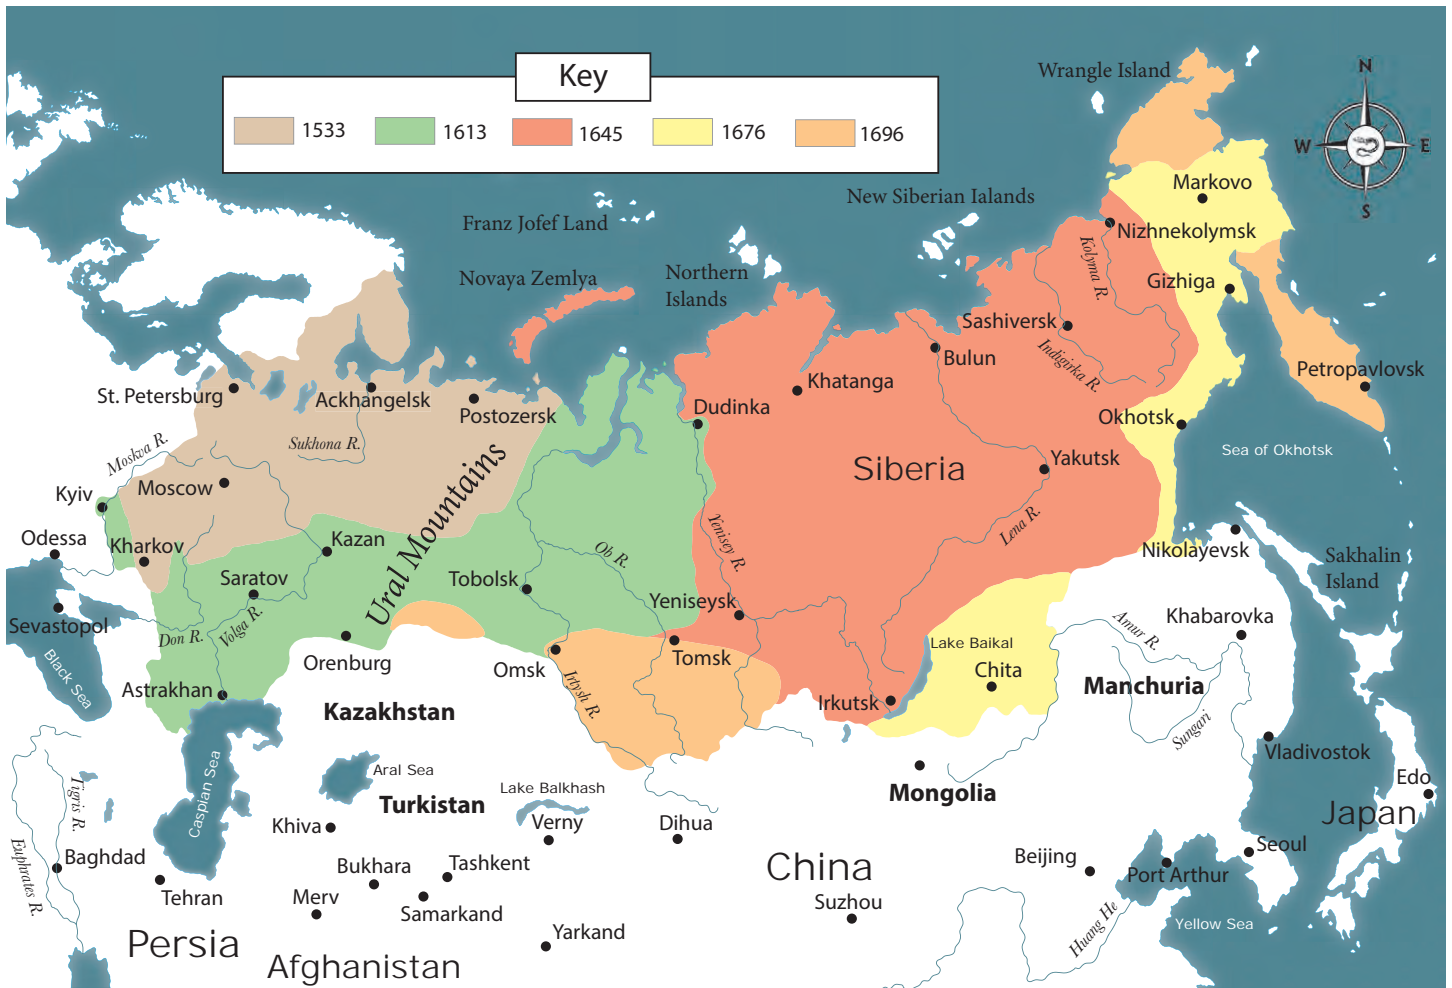 Key
1533
1613
1645
1676
1696
N
W
E
S
Wrangle Island
Markovo
New Siberian Ialands
Franz Jofef Land
Nizhnekolymsk
Kolyma R.
Novaya Zemlya
Northern
Islands
Gizhiga
Sashiversk
Bulun
Indigirka R.
Petropavlovsk
St. Petersburg
Ackhangelsk
Postozersk
Khatanga
Dudinka
Okhotsk
Sukhona R.
Moskva R.
Sea of Okhotsk
Siberia
Yakutsk
Moscow
Kyiv
Ural Mountains
Odessa
Kharkov
Kazan
Yenisey R.
Lena R.
Ob R.
Nikolayevsk
Sakhalin
Island
Saratov
Tobolsk
Yeniseysk
Sevastopol
Don R.
Volga R.
Khabarovka
Amur R.
Lake Baikal
Orenburg
Omsk
Tomsk
Chita
Black Sea
Astrakhan
Irtysh R.
Irkutsk
Manchuria
Kazakhstan
Sungari
Vladivostok
Caspian Sea
Aral Sea
Lake Balkhash
Mongolia
Edo
Japan
Tigris R.
Turkistan
Khiva
Verny
Dihua
Seoul
Baghdad
Euphrates R.
Bukhara
Tashkent
China
Beijing
Port Arthur
Tehran
Merv
Samarkand
Suzhou
Yarkand
Huang He
Yellow Sea
Persia
Afghanistan